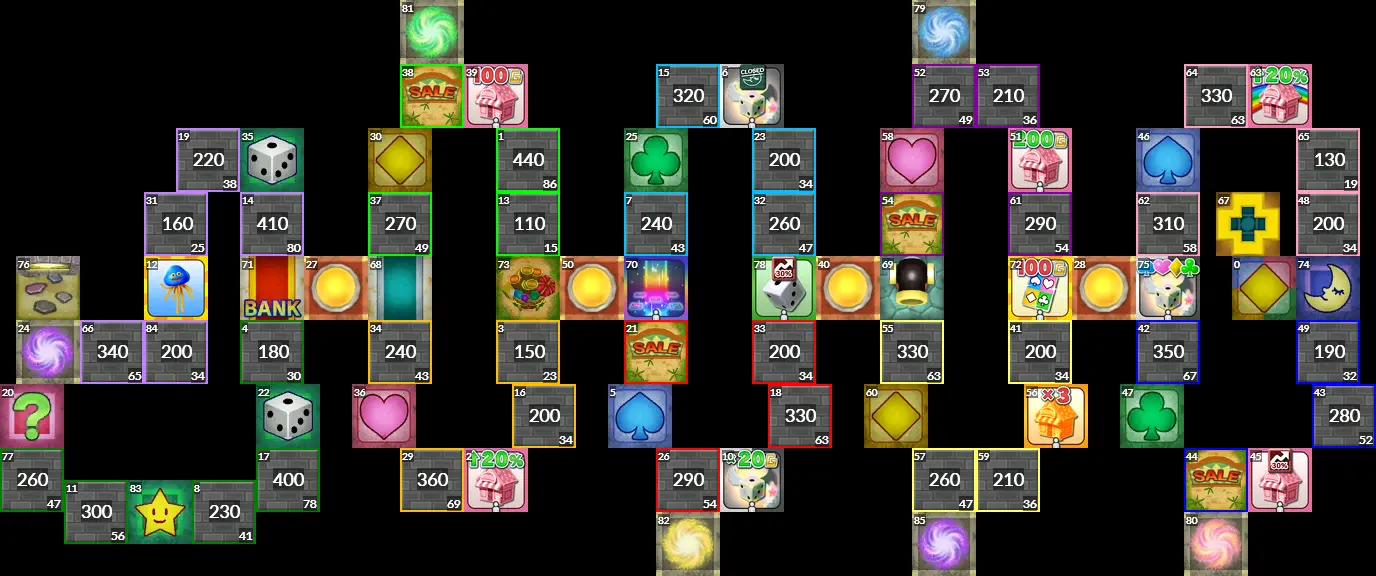 81 79
38 SALE 39 100G 15 320 60 6 CLOSED 52 270 49 53 210 36 64 330 63 63 ↑20%
19 220 38 35 30 1 440 86 25 23 200 34 58 51 200G 46 65 130 19
31 160 25 14 410 80 37 270 49 13 110 15 7 240 43 32 260 47 54 SALE 61 290 54 62 310 58 67 48 200 34
76 12 71 BANK 27 68 73 50 70 78 30% 40 69 72 100G 28 75 0 74
24 66 340 65 84 200 34 4 180 30 34 240 43 3 150 23 21 SALE 33 200 34 55 330 63 41 200 34 42 350 67 49 190 32
20 ? 22 36 16 200 34 5 18 330 63 60 56 ×3 47 43 280 52
77 260 47 17 400 78 29 360 69 ↑20% 26 290 54 10 20G 57 260 47 59 210 36 44 SALE 45 30%
11 300 56 83 8 230 41
82 85 80